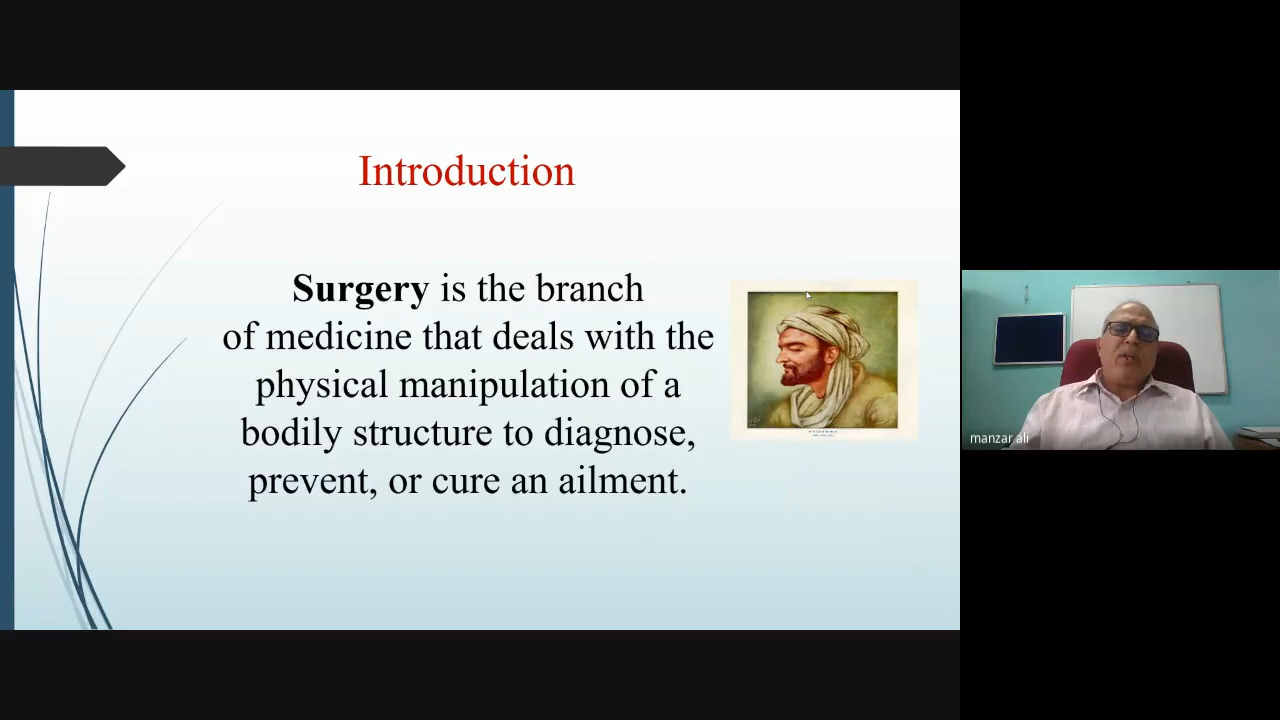 Introduction
Surgery is the branch
of medicine that deals with the
physical manipulation of a
bodily structure to diagnose,
prevent, or cure an ailment.
manzar ali